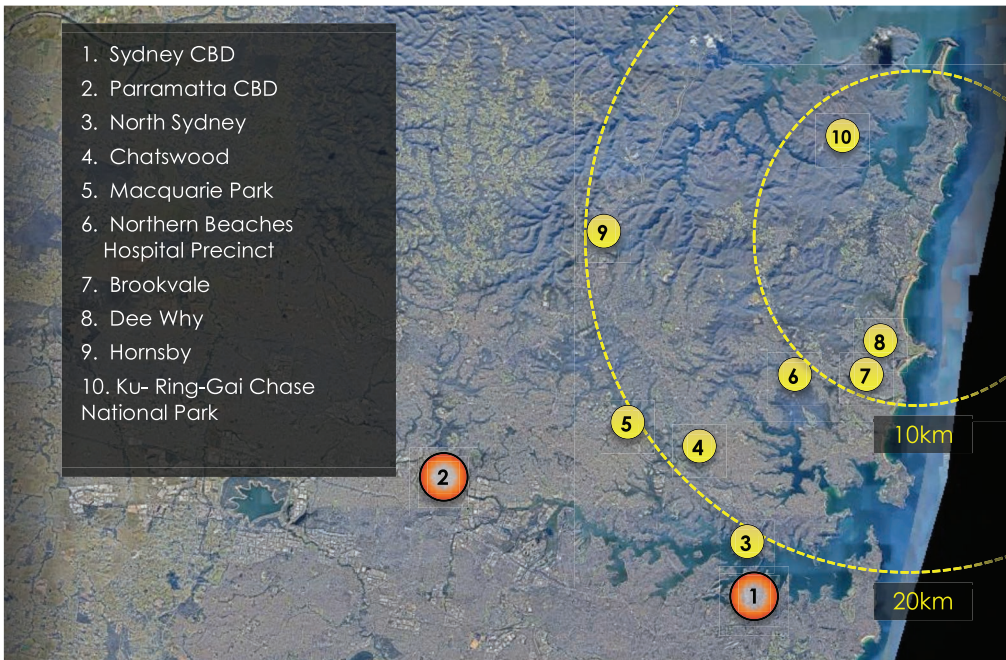 1. Sydney CBD
2. Parramatta CBD
3. North Sydney
4. Chatswood
5. Macquarie Park
6. Northern Beaches
Hospital Precinct
7. Brookvale
8. Dee Why
9. Hornsby
10. Ku- Ring-Gai Chase
National Park
10
9
8
6
7
5
4
10km
2
3
1
20km